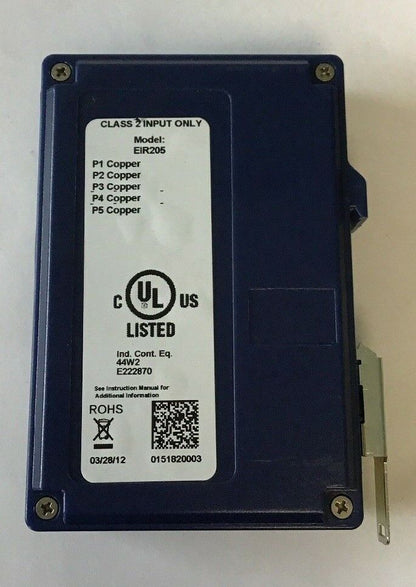 CLASS 2 INPUT ONLY
Model:
EIR205
P1 Copper
P2 Copper
P3 Copper -
P4 Copper -
P5 Copper
C UL US
LISTED
Ind. Cont. Eq.
44W2
E222870
See Instruction Manual for
Additional Information
ROHS
03/28/12 0151820003